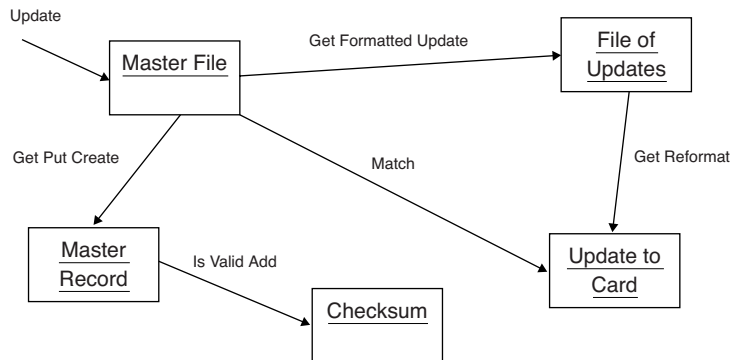 Update
Master File
Get Formatted Update
File of
Updates
Get Put Create
Match
Get Reformat
Master
Record
Is Valid Add
Update to
Card
Checksum